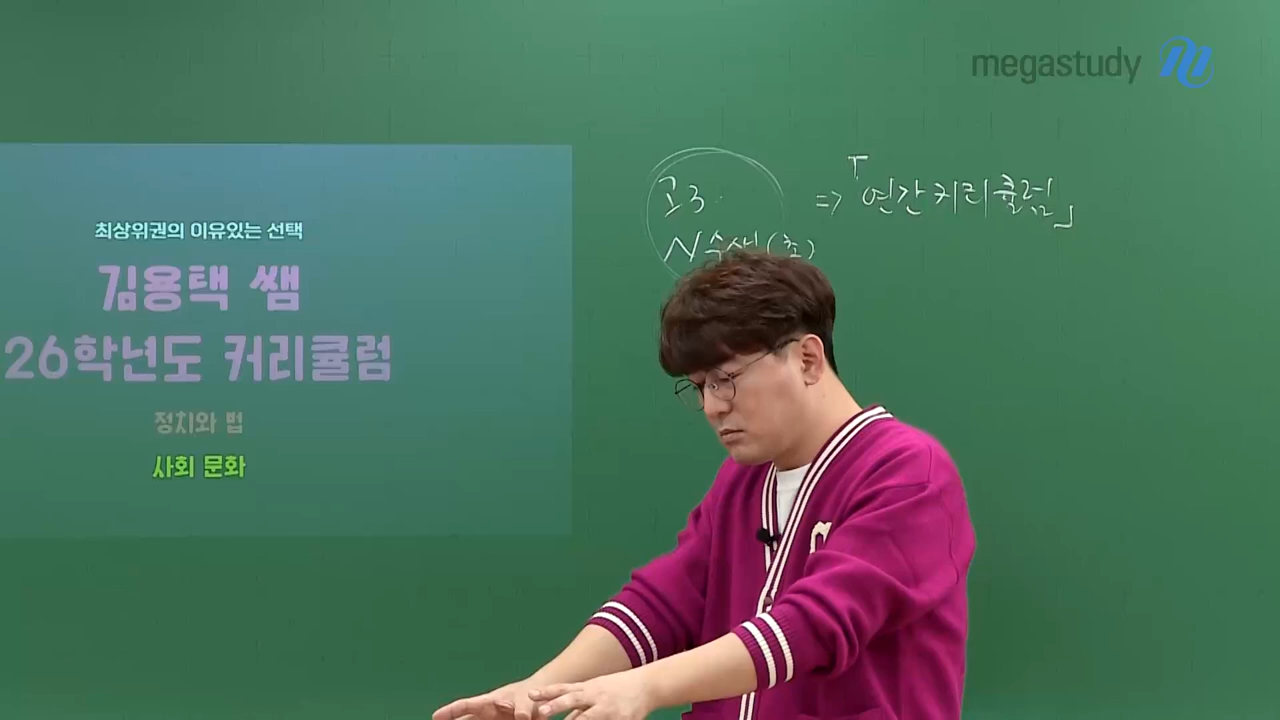 megastudy
최상위권의 이유있는 선택
김용택 쌤
26학년도 커리큘럼
정치와 법
사회 문화
고3
N수생(초)
=> 「연간커리큘럼」